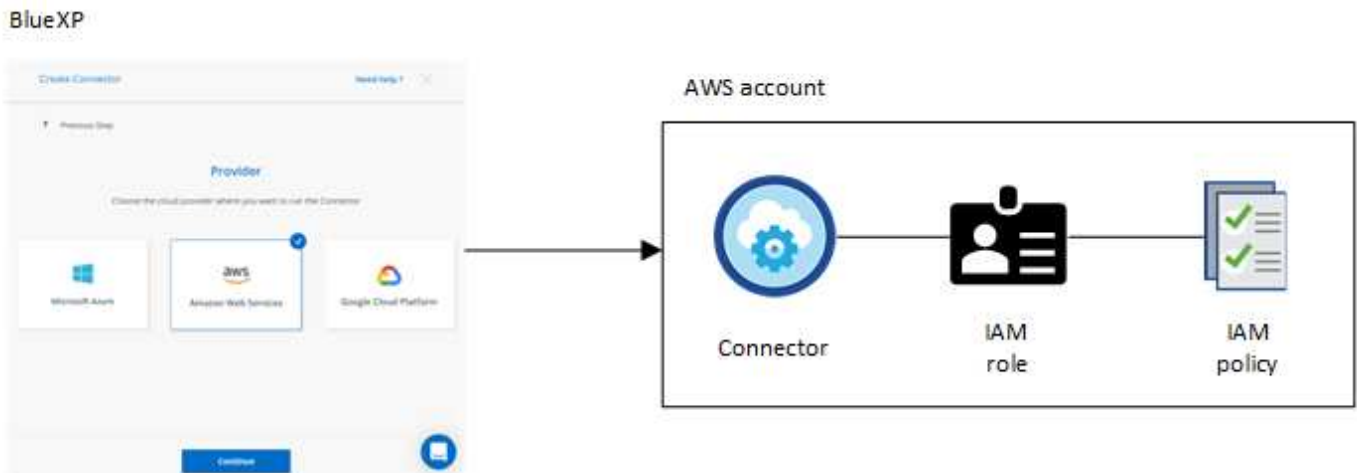 BlueXP
Create Connector
Need help ?
Previous Step
Provider
Choose the cloud provider where you want to run the Connector
Microsoft Azure
aws
Amazon Web Services
Google Cloud Platform
Continue
AWS account
Connector
IAM
role
IAM
policy